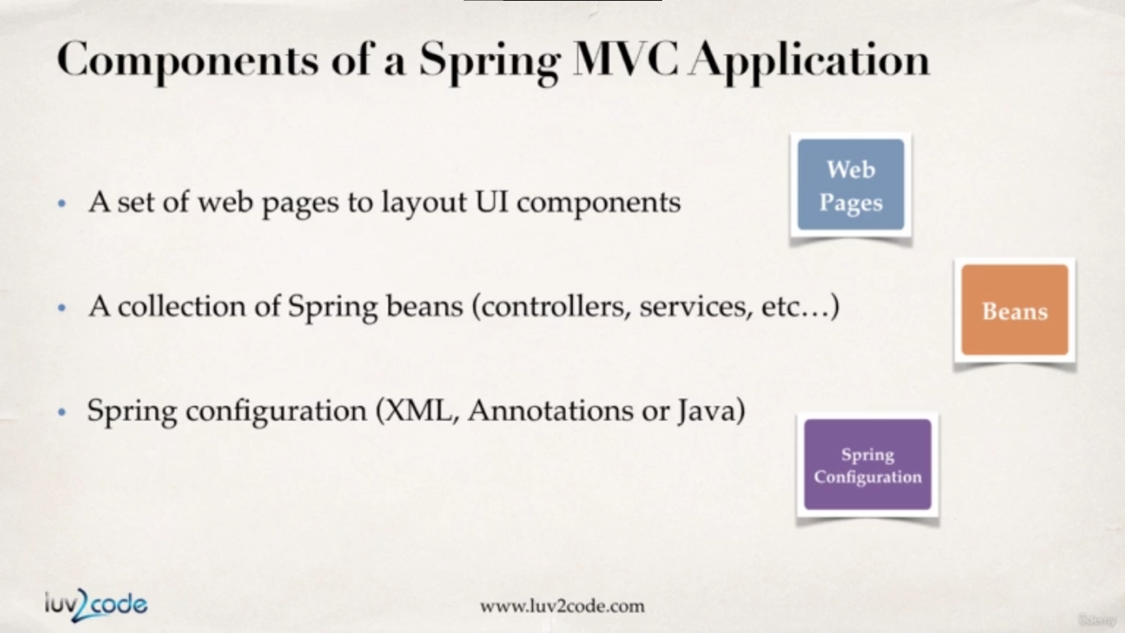 Components of a Spring MVC Application
Web
Pages
• A set of web pages to layout UI components
• A collection of Spring beans (controllers, services, etc…)
Beans
• Spring configuration (XML, Annotations or Java)
Spring
Configuration
luv2code
www.luv2code.com
Udemy